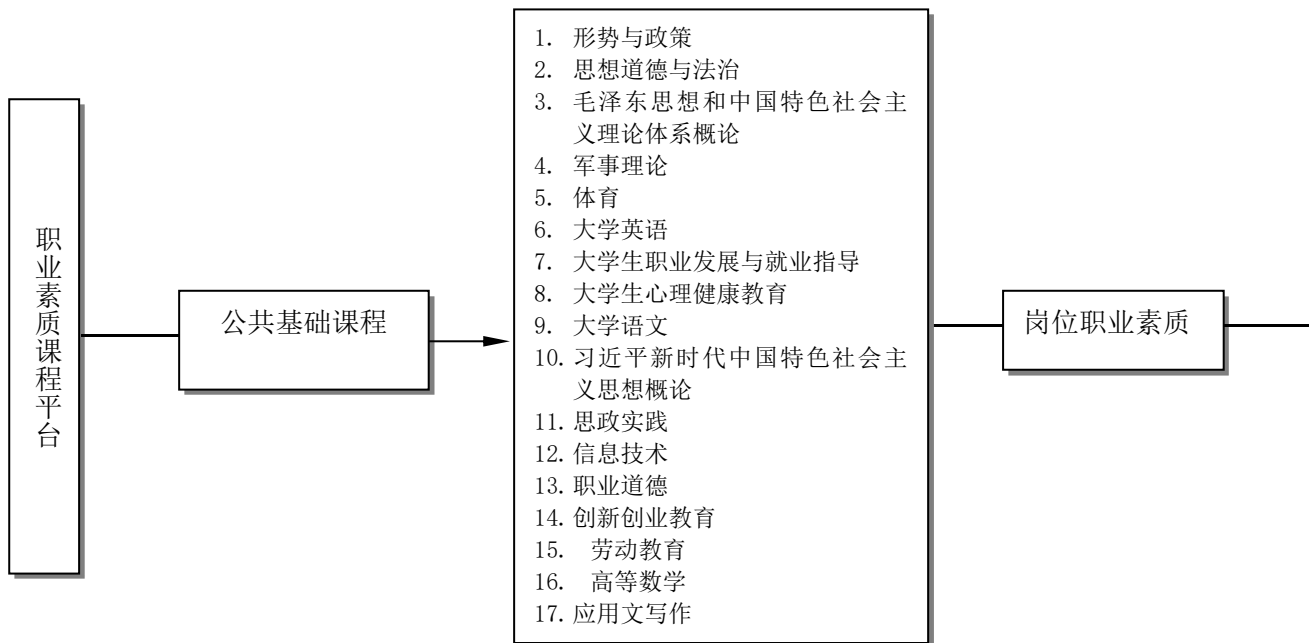 职业素质课程平台
公共基础课程
1. 形势与政策
2. 思想道德与法治
3. 毛泽东思想和中国特色社会主
义理论体系概论
4. 军事理论
5. 体育
6. 大学英语
7. 大学生职业发展与就业指导
8. 大学生心理健康教育
9. 大学语文
10. 习近平新时代中国特色社会主
义思想概论
11. 思政实践
12. 信息技术
13. 职业道德
14. 创新创业教育
15. 劳动教育
16. 高等数学
17. 应用文写作
岗位职业素质